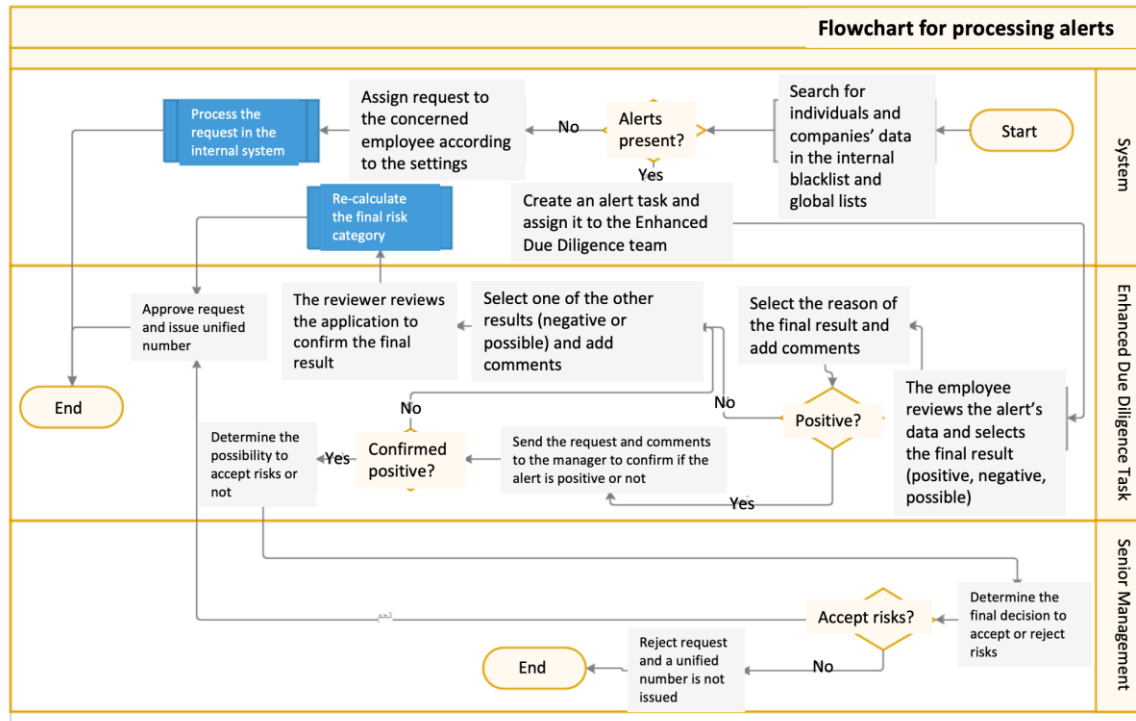 Flowchart for processing alerts
System
Start
Search for
individuals and
companies’ data
in the internal
blacklist and
global lists
Alerts
present?
No
Yes
Assign request to
the concerned
employee according
to the settings
Process the
request in the
internal system
Create an alert task and
assign it to the Enhanced
Due Diligence team
Re-calculate
the final risk
category
Enhanced Due Diligence Task
The employee
reviews the alert’s
data and selects
the final result
(positive, negative,
possible)
Select the reason of
the final result and
add comments
Positive?
No
Yes
Select one of the other
results (negative or
possible) and add
comments
The reviewer reviews
the application to
confirm the final
result
Approve request
and issue unified
number
End
Send the request and comments
to the manager to confirm if the
alert is positive or not
Confirmed
positive?
No
Yes
Determine the
possibility to
accept risks or
not
Senior Management
Determine the
final decision to
accept or reject
risks
Accept risks?
نعم
No
Reject request
and a unified
number is not
issued
End